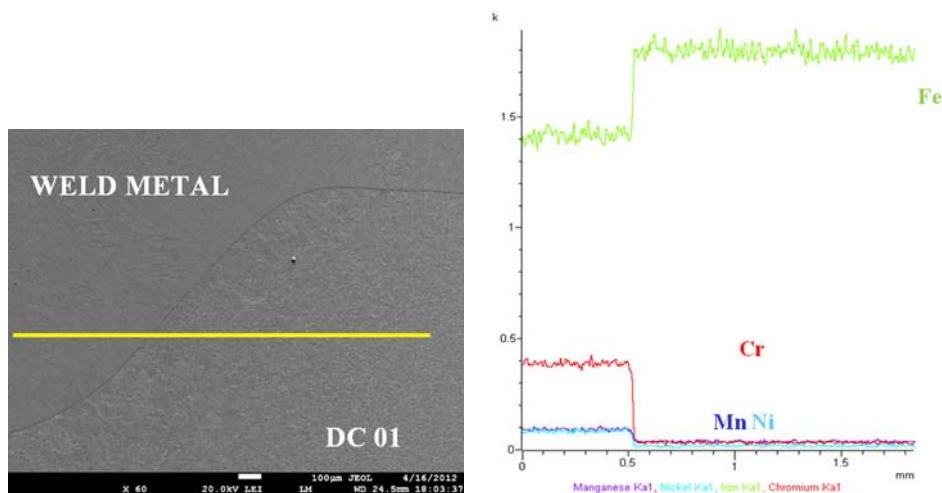 WELD METAL
DC 01
100µm JEOL 4/16/2012
X 60 20.0kV LEI LM WD 24.5mm 18:03:37
k
Fe
1.5
1
Cr
0.5
Mn Ni
0
0 0.5 1 1.5
mm
Manganese Ka1, Nickel Ka1, Iron Ka1, Chromium Ka1